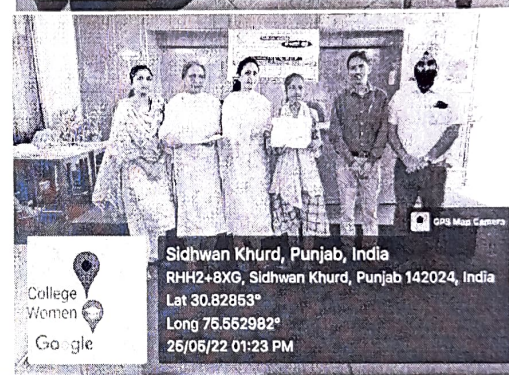 GPS Map Camera
Sidhwan Khurd, Punjab, India
RHH2+8XG, Sidhwan Khurd, Punjab 142024, India
Lat 30.82853°
Long 75.552982°
25/05/22 01:23 PM
College
Women
Google